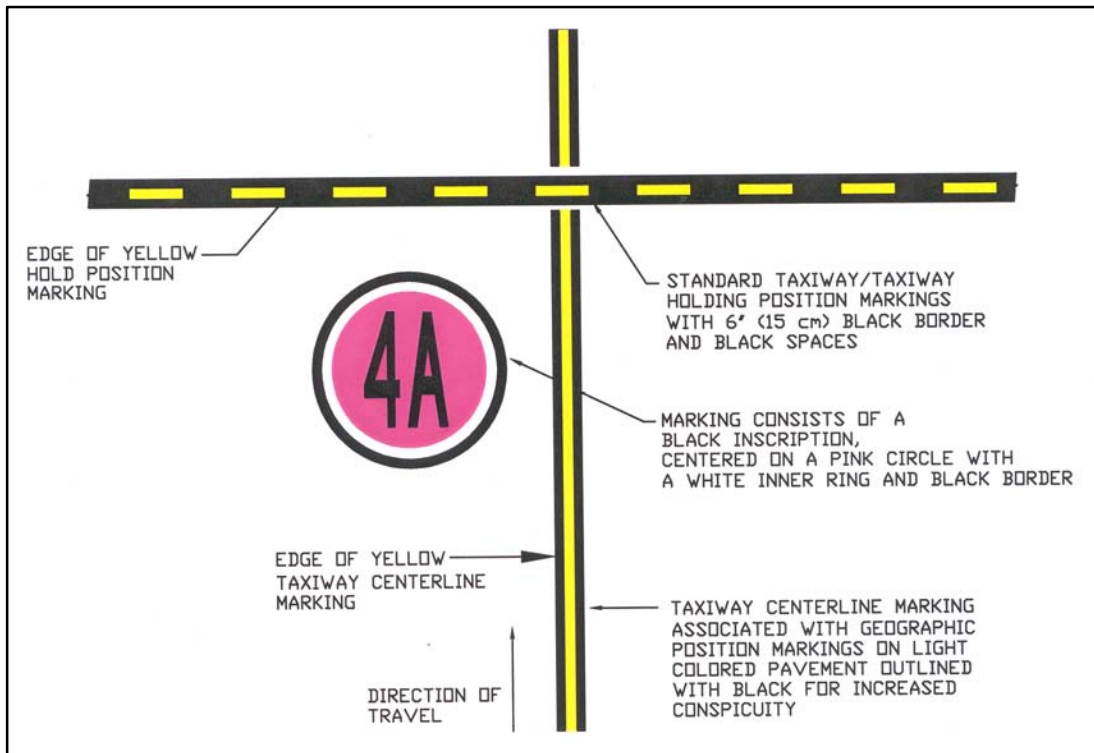 EDGE OF YELLOW
HOLD POSITION
MARKING
STANDARD TAXIWAY/TAXIWAY
HOLDING POSITION MARKINGS
WITH 6" (15 cm) BLACK BORDER
AND BLACK SPACES
4A
MARKING CONSISTS OF A
BLACK INSCRIPTION,
CENTERED ON A PINK CIRCLE WITH
A WHITE INNER RING AND BLACK BORDER
EDGE OF YELLOW
TAXIWAY CENTERLINE
MARKING
TAXIWAY CENTERLINE MARKING
ASSOCIATED WITH GEOGRAPHIC
POSITION MARKINGS ON LIGHT
COLORED PAVEMENT OUTLINED
WITH BLACK FOR INCREASED
CONSPICUITY
DIRECTION OF
TRAVEL